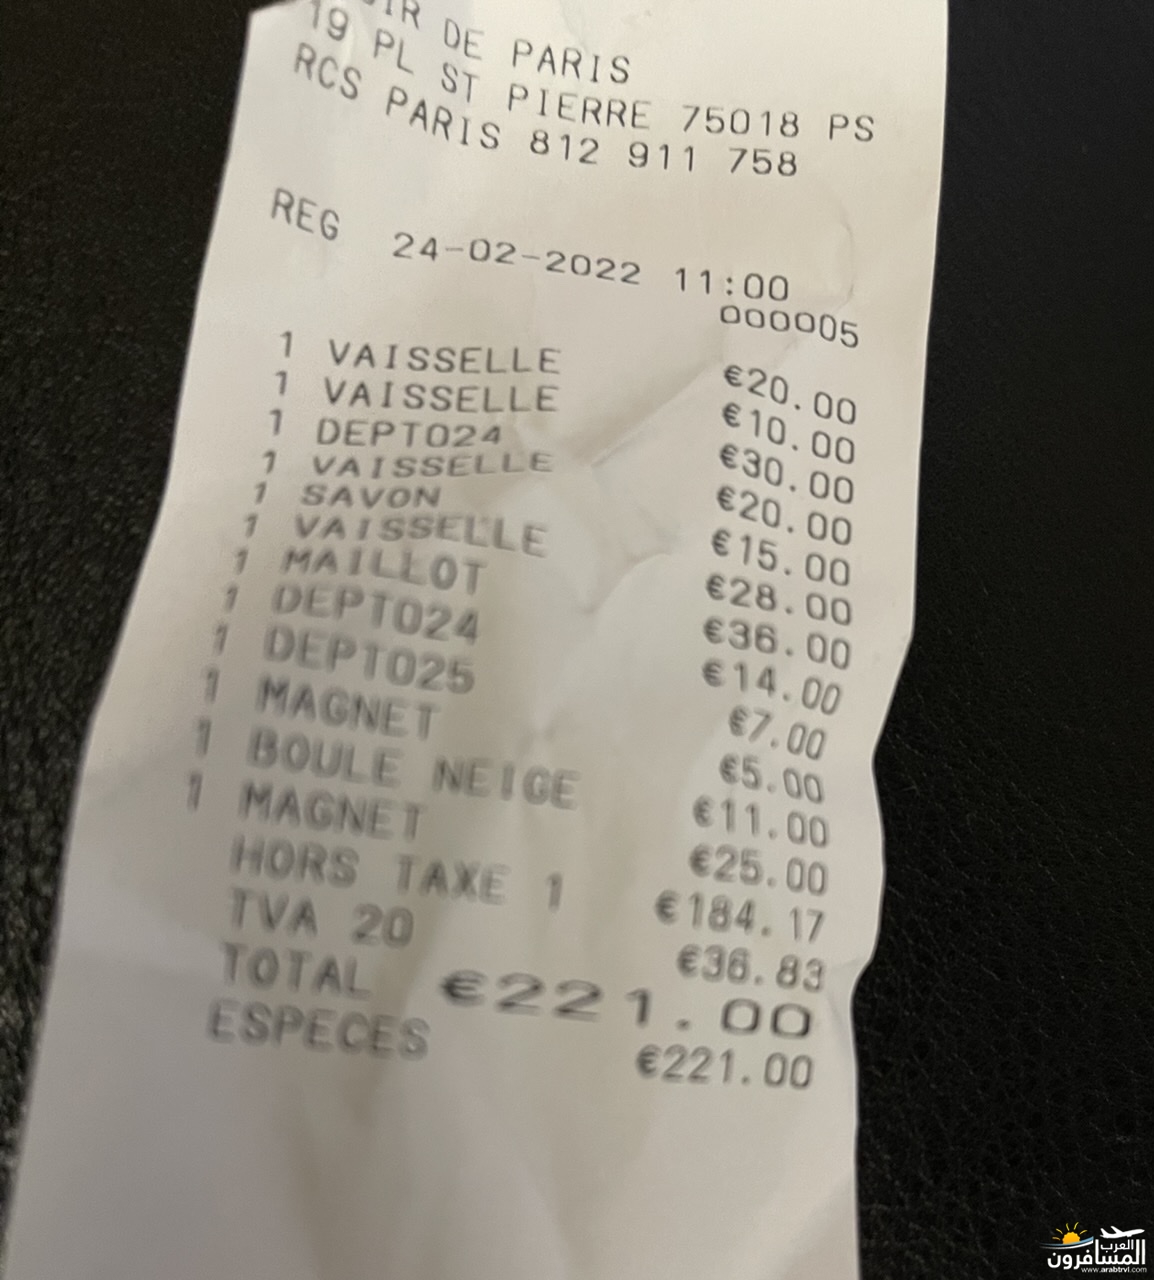 DE PARIS
19 PL ST PIERRE 75018 PS
RCS PARIS 812 911 758
REG 24-02-2022 11:00
000005
1 VAISSELLE €20.00
1 VAISSELLE €10.00
1 DEPT024 €30.00
1 VAISSELLE €20.00
1 SAVON €15.00
1 VAISSELLE €28.00
1 MAILLOT €36.00
1 DEPT024 €14.00
1 DEPT025 €7.00
1 MAGNET €5.00
1 BOULE NEIGE €11.00
1 MAGNET €25.00
HORS TAXE 1 €184.17
TVA 20 €36.83
TOTAL €221.00
ESPECES €221.00
العرب
المسافرون
www.arabtrvl.com